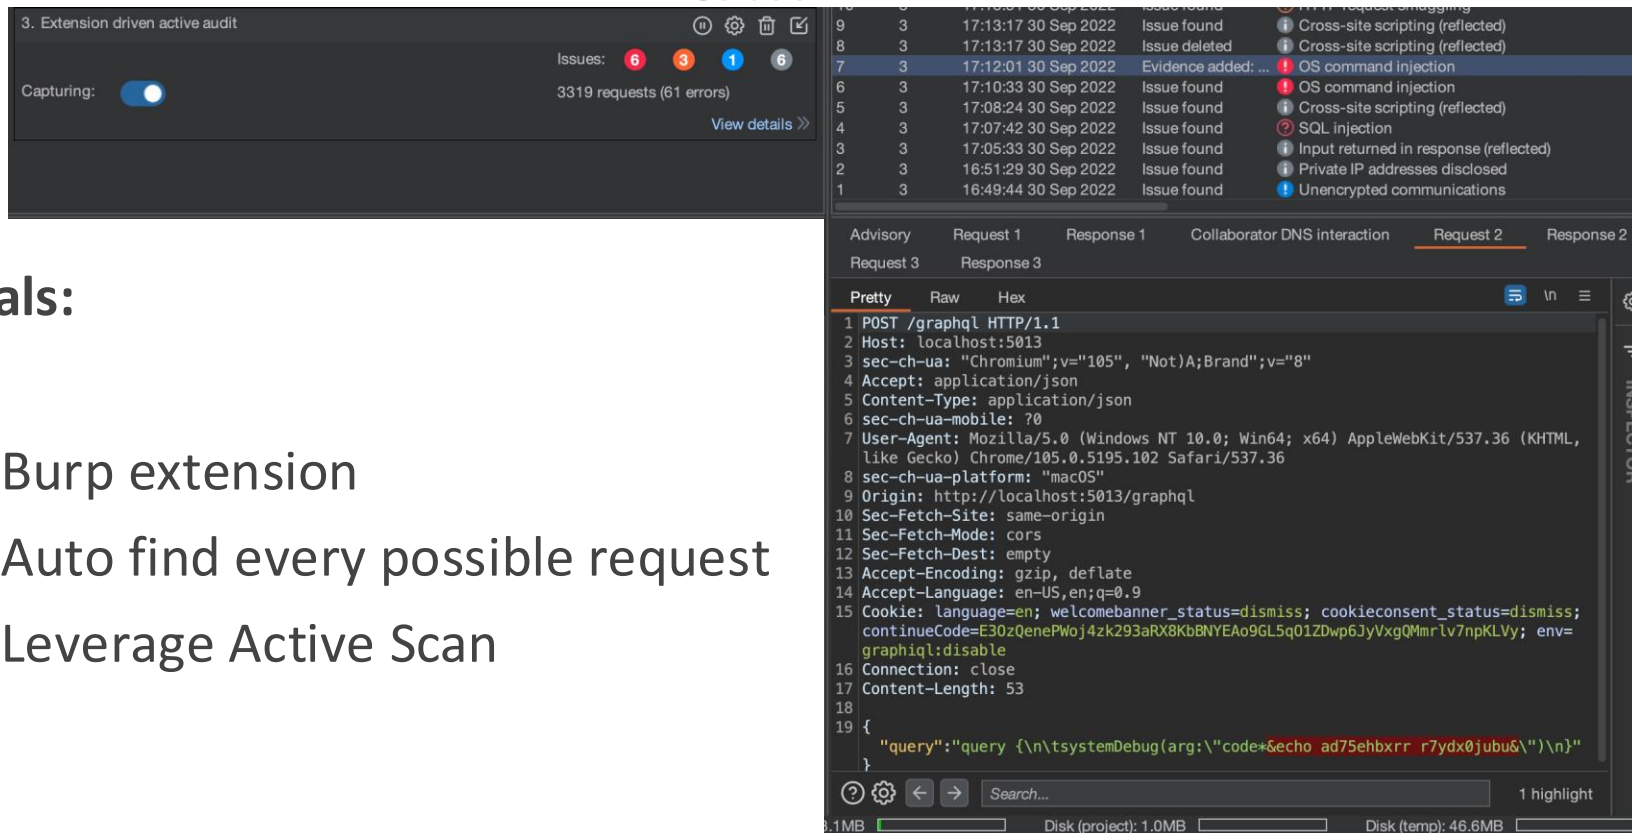 3. Extension driven active audit
Issues: 6 3 1 6
Capturing:
3319 requests (61 errors)
View details
9 3 17:13:17 30 Sep 2022 Issue found Cross-site scripting (reflected)
8 3 17:13:17 30 Sep 2022 Issue deleted Cross-site scripting (reflected)
7 3 17:12:01 30 Sep 2022 Evidence added: ... OS command injection
6 3 17:10:33 30 Sep 2022 Issue found OS command injection
5 3 17:08:24 30 Sep 2022 Issue found Cross-site scripting (reflected)
4 3 17:07:42 30 Sep 2022 Issue found SQL injection
3 3 17:05:33 30 Sep 2022 Issue found Input returned in response (reflected)
2 3 16:51:29 30 Sep 2022 Issue found Private IP addresses disclosed
1 3 16:49:44 30 Sep 2022 Issue found Unencrypted communications
als:
Burp extension
Auto find every possible request
Leverage Active Scan
Advisory Request 1 Response 1 Collaborator DNS interaction Request 2 Response 2
Request 3 Response 3
Pretty Raw Hex \n
1 POST /graphql HTTP/1.1
2 Host: localhost:5013
3 sec-ch-ua: "Chromium";v="105", "Not)A;Brand";v="8"
4 Accept: application/json
5 Content-Type: application/json
6 sec-ch-ua-mobile: ?0
7 User-Agent: Mozilla/5.0 (Windows NT 10.0; Win64; x64) AppleWebKit/537.36 (KHTML,
like Gecko) Chrome/105.0.5195.102 Safari/537.36
8 sec-ch-ua-platform: "macOS"
9 Origin: http://localhost:5013/graphql
10 Sec-Fetch-Site: same-origin
11 Sec-Fetch-Mode: cors
12 Sec-Fetch-Dest: empty
13 Accept-Encoding: gzip, deflate
14 Accept-Language: en-US,en;q=0.9
15 Cookie: language=en; welcomebanner_status=dismiss; cookieconsent_status=dismiss;
continueCode=E3OzQenePWoj4zk293aRX8KbBNYEAo9GL5qO1ZDwp6JyVxgQMmrlv7npKLVy; env=
graphiql:disable
16 Connection: close
17 Content-Length: 53
18
19 {
"query":"query {\n\tsystemDebug(arg:\"code*&echo ad75ehbxrr r7ydx0jubu&\")\n}"
}
Search...
1 highlight
Disk (project): 1.0MB
Disk (temp): 46.6MB